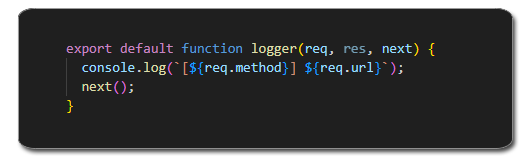 export default function logger(req, res, next) {
  console.log(`[${req.method}] ${req.url}`);
  next();
}